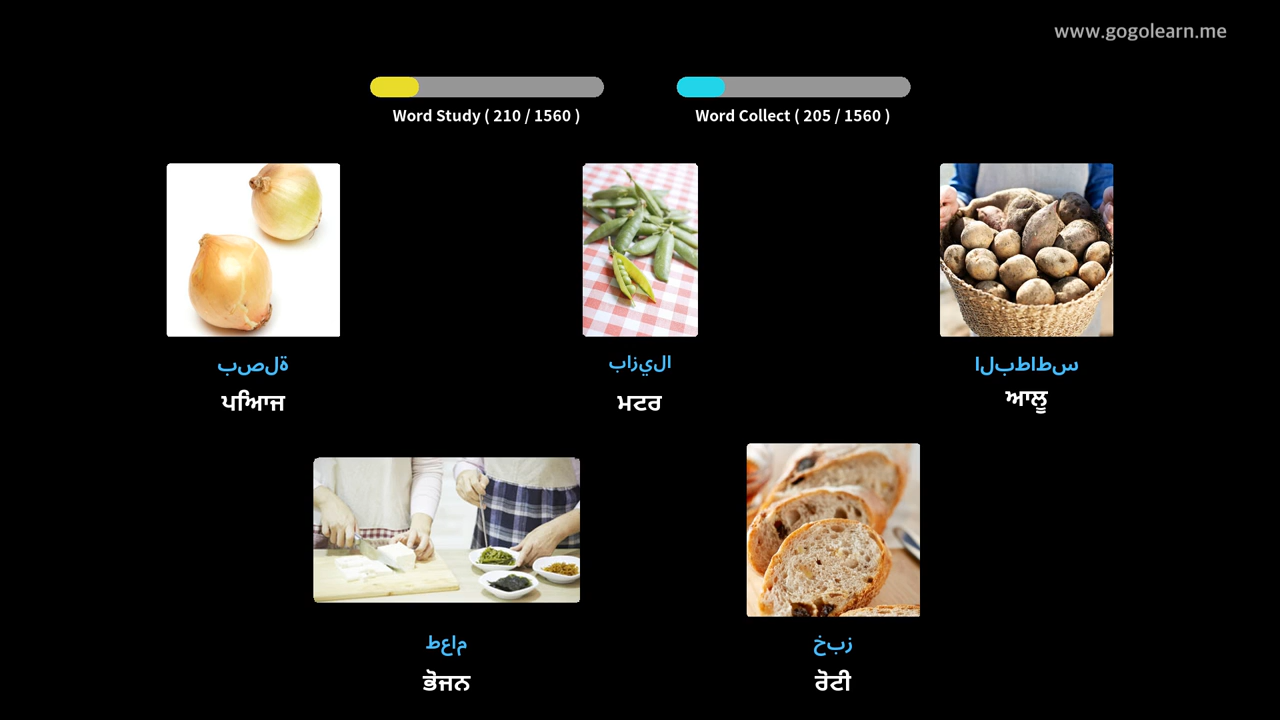 www.gogolearn.me
Word Study ( 210 / 1560 )
Word Collect ( 205 / 1560 )
بصلة
ਪਿਆਜ
بازيلا
ਮਟਰ
البطاطس
ਆਲੂ
طعام
ਭੋਜਨ
خبز
ਰੋਟੀ